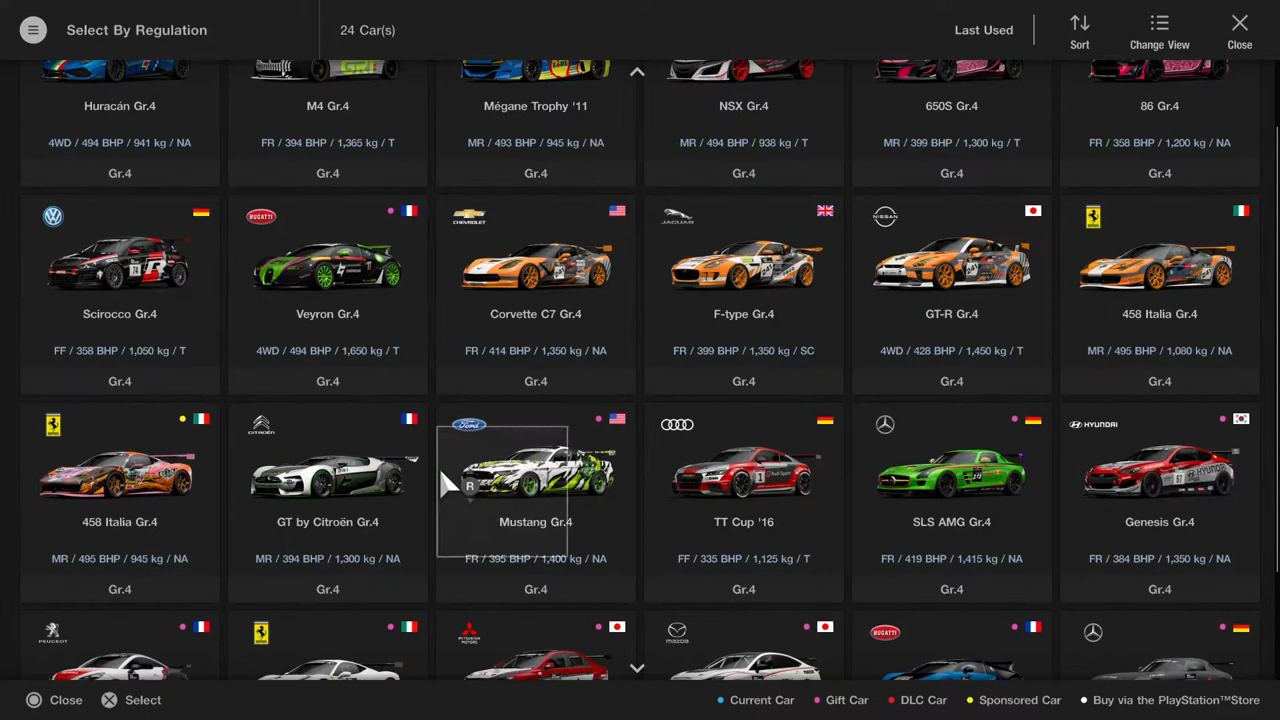 Select By Regulation
24 Car(s)
Last Used
Sort
Change View
Close
Huracán Gr.4
M4 Gr.4
Mégane Trophy '11
NSX Gr.4
650S Gr.4
86 Gr.4
4WD / 494 BHP / 941 kg / NA
FR / 394 BHP / 1,365 kg / T
MR / 493 BHP / 945 kg / NA
MR / 494 BHP / 938 kg / T
MR / 399 BHP / 1,300 kg / T
FR / 358 BHP / 1,200 kg / NA
Gr.4
Gr.4
Gr.4
Gr.4
Gr.4
Gr.4
BUGATTI
CHEVROLET
JAGUAR
NISSAN
Scirocco Gr.4
Veyron Gr.4
Corvette C7 Gr.4
F-type Gr.4
GT-R Gr.4
458 Italia Gr.4
FF / 358 BHP / 1,050 kg / T
4WD / 494 BHP / 1,650 kg / T
FR / 414 BHP / 1,350 kg / NA
FR / 399 BHP / 1,350 kg / SC
4WD / 428 BHP / 1,450 kg / T
MR / 495 BHP / 1,080 kg / NA
Gr.4
Gr.4
Gr.4
Gr.4
Gr.4
Gr.4
CITROËN
Ford
HYUNDAI
R
458 Italia Gr.4
GT by Citroën Gr.4
Mustang Gr.4
TT Cup '16
SLS AMG Gr.4
Genesis Gr.4
MR / 495 BHP / 945 kg / NA
MR / 394 BHP / 1,300 kg / NA
FR / 395 BHP / 1,400 kg / NA
FF / 335 BHP / 1,125 kg / T
FR / 419 BHP / 1,415 kg / NA
FR / 384 BHP / 1,350 kg / NA
Gr.4
Gr.4
Gr.4
Gr.4
Gr.4
Gr.4
PEUGEOT
MITSUBISHI MOTORS
mazda
BUGATTI
Close
Select
Current Car
Gift Car
DLC Car
Sponsored Car
Buy via the PlayStation™Store